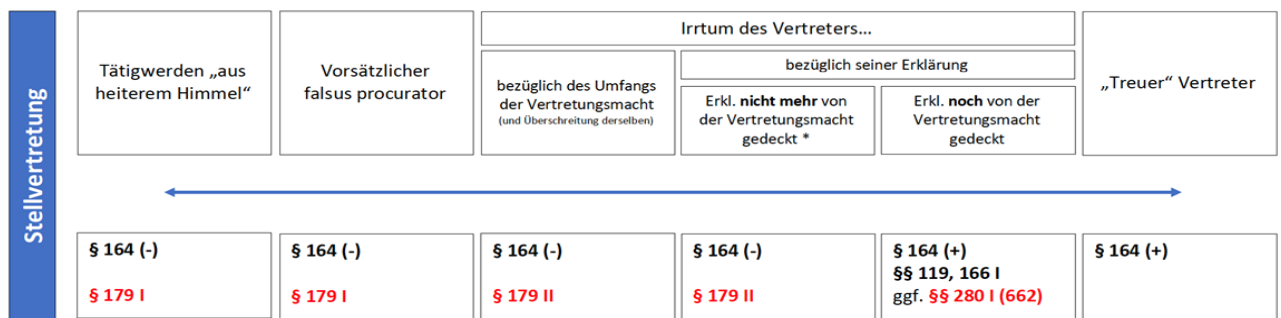 Stellvertretung
Tätigwerden „aus
heiterem Himmel“
Vorsätzlicher
falsus procurator
Irrtum des Vertreters...
bezüglich des Umfangs
der Vertretungsmacht
(und Überschreitung derselben)
bezüglich seiner Erklärung
Erkl. nicht mehr von
der Vertretungsmacht
gedeckt *
Erkl. noch von der
Vertretungsmacht
gedeckt
„Treuer“ Vertreter
§ 164 (-)
§ 179 I
§ 164 (-)
§ 179 I
§ 164 (-)
§ 179 II
§ 164 (-)
§ 179 II
§ 164 (+)
§§ 119, 166 I
ggf. §§ 280 I (662)
§ 164 (+)